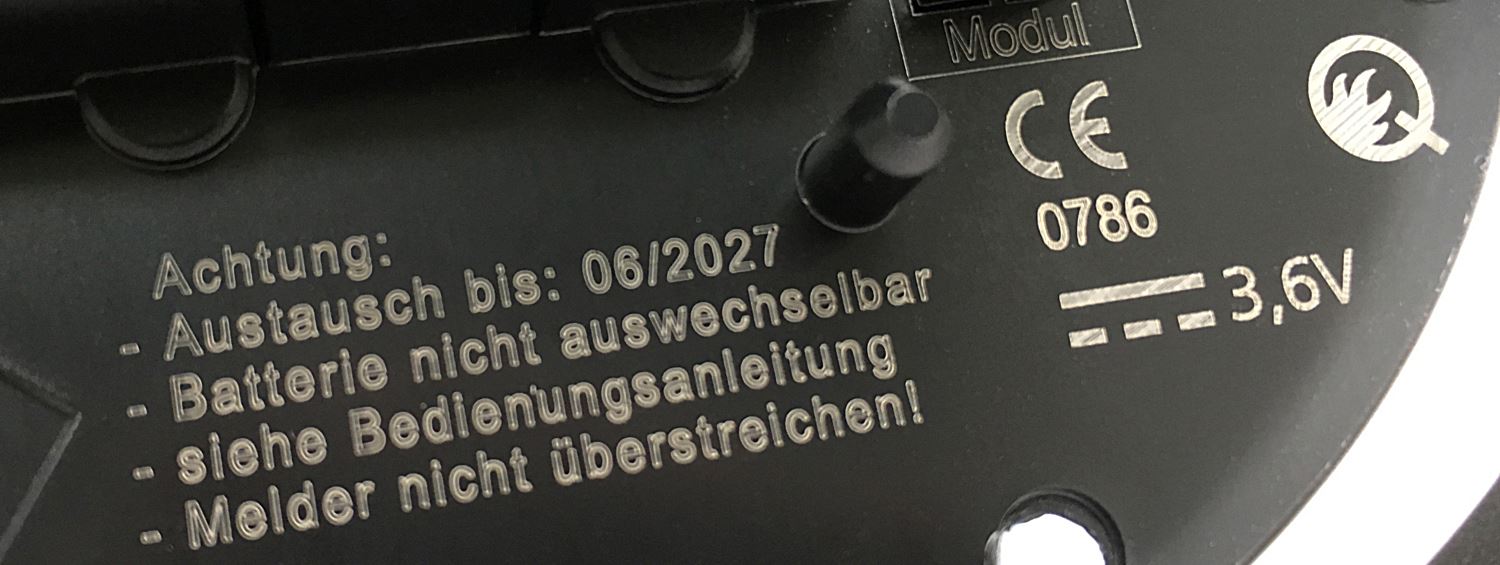 Modul
CE
0786
3,6V
Achtung:
- Austausch bis: 06/2027
- Batterie nicht auswechselbar
- siehe Bedienungsanleitung
- Melder nicht überstreichen!